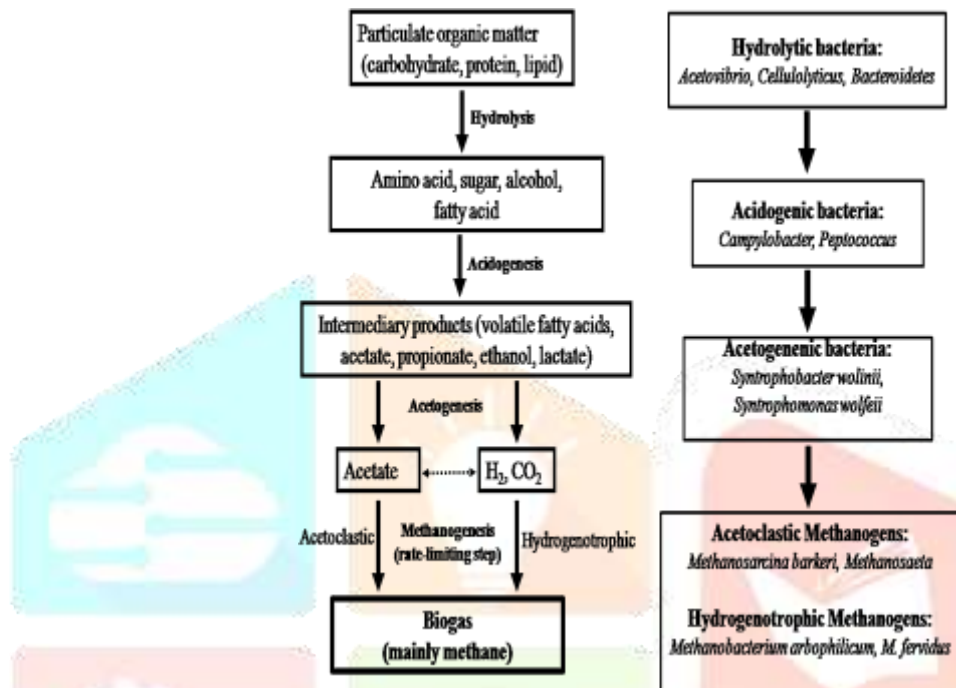 Particulate organic matter
(carbohydrate, protein, lipid)
Hydrolysis
Amino acid, sugar, alcohol,
fatty acid
Acidogenesis
Intermediary products (volatile fatty acids,
acetate, propionate, ethanol, lactate)
Acetogenesis
Acetate
H₂, CO₂
Acetoclastic
Methanogenesis
(rate-limiting step)
Hydrogenotrophic
Biogas
(mainly methane)
Hydrolytic bacteria:
Acetovibrio, Cellulolyticus, Bacteroidetes
Acidogenic bacteria:
Campylobacter, Peptococcus
Acetogenenic bacteria:
Syntrophobacter wolinii,
Syntrophomonas wolfeii
Acetoclastic Methanogens:
Methanosarcina barkeri, Methanosaeta
Hydrogenotrophic Methanogens:
Methanobacterium arbophilicum, M. fervidus